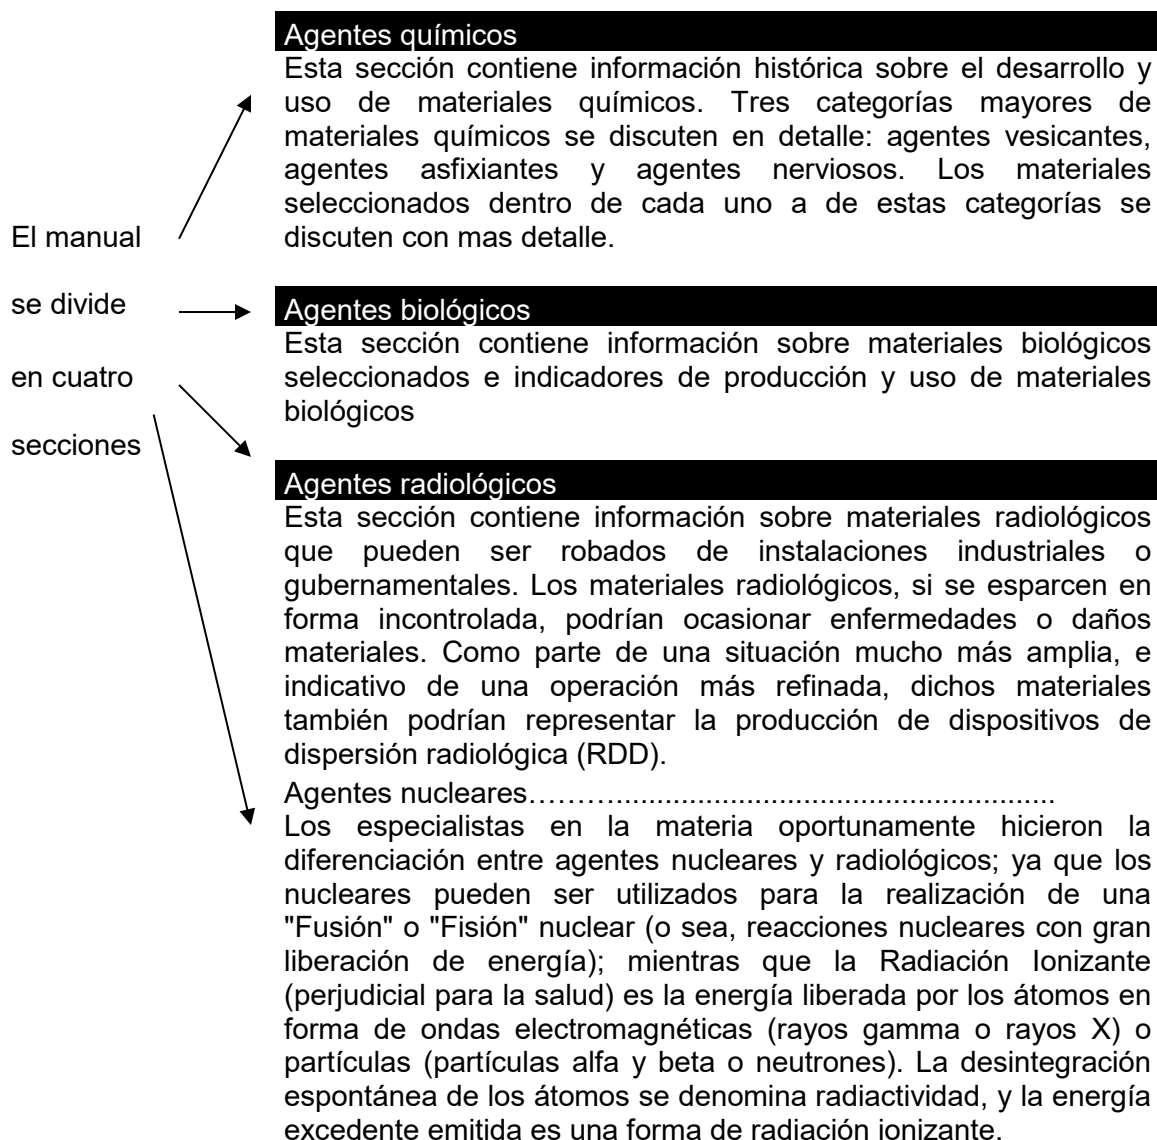 El manual
se divide
en cuatro
secciones
Agentes químicos
Esta sección contiene información histórica sobre el desarrollo y
uso de materiales químicos. Tres categorías mayores de
materiales químicos se discuten en detalle: agentes vesicantes,
agentes asfixiantes y agentes nerviosos. Los materiales
seleccionados dentro de cada uno a de estas categorías se
discuten con mas detalle.
Agentes biológicos
Esta sección contiene información sobre materiales biológicos
seleccionados e indicadores de producción y uso de materiales
biológicos
Agentes radiológicos
Esta sección contiene información sobre materiales radiológicos
que pueden ser robados de instalaciones industriales o
gubernamentales. Los materiales radiológicos, si se esparcen en
forma incontrolada, podrían ocasionar enfermedades o daños
materiales. Como parte de una situación mucho más amplia, e
indicativo de una operación más refinada, dichos materiales
también podrían representar la producción de dispositivos de
dispersión radiológica (RDD).
Agentes nucleares………......................................................
Los especialistas en la materia oportunamente hicieron la
diferenciación entre agentes nucleares y radiológicos; ya que los
nucleares pueden ser utilizados para la realización de una
"Fusión" o "Fisión" nuclear (o sea, reacciones nucleares con gran
liberación de energía); mientras que la Radiación Ionizante
(perjudicial para la salud) es la energía liberada por los átomos en
forma de ondas electromagnéticas (rayos gamma o rayos X) o
partículas (partículas alfa y beta o neutrones). La desintegración
espontánea de los átomos se denomina radiactividad, y la energía
excedente emitida es una forma de radiación ionizante.